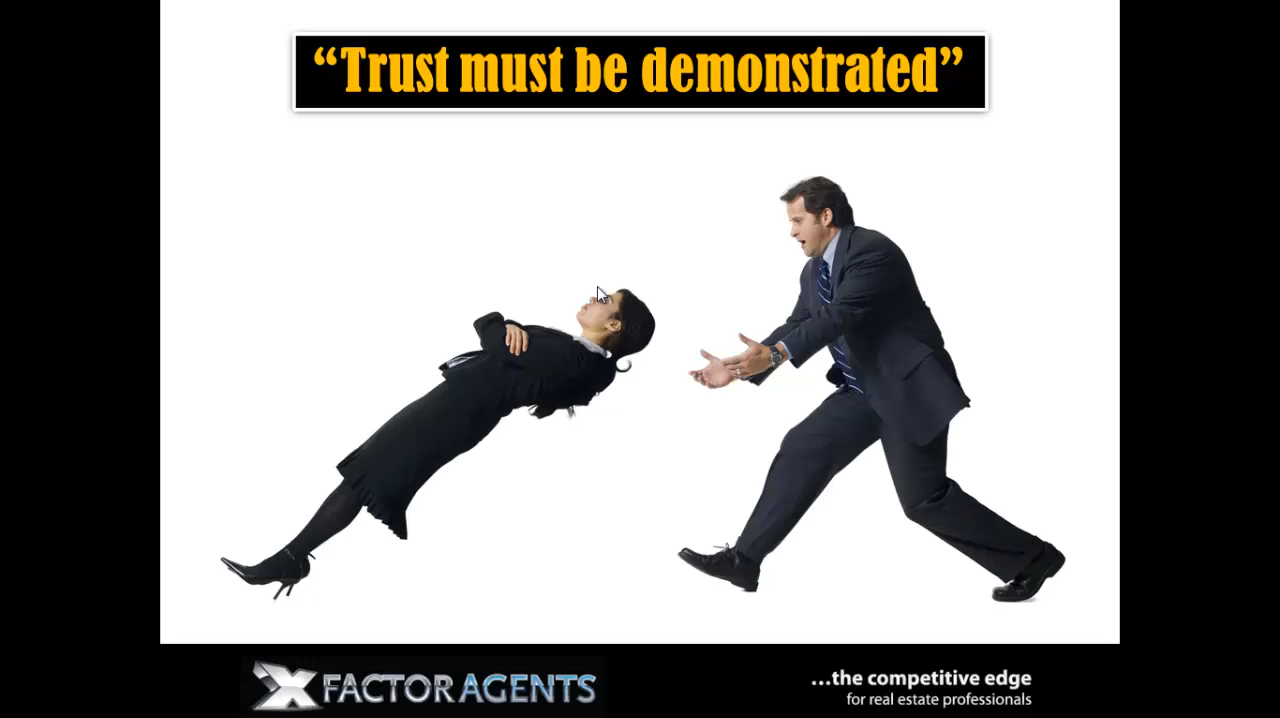 “Trust must be demonstrated”
X FACTOR AGENTS
...the competitive edge
for real estate professionals